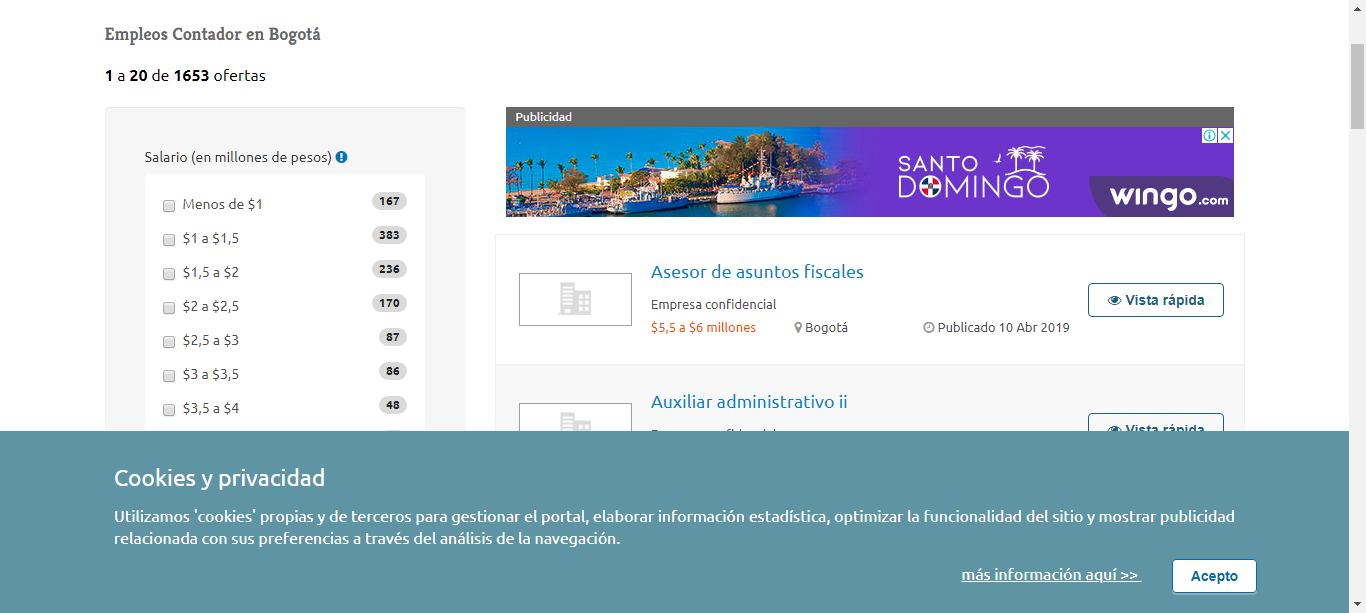 Empleos Contador en Bogotá
1 a 20 de 1653 ofertas
Salario (en millones de pesos)
Menos de $1 167
$1 a $1,5 383
$1,5 a $2 236
$2 a $2,5 170
$2,5 a $3 87
$3 a $3,5 86
$3,5 a $4 48
Publicidad
SANTO
DOMINGO
wingo.com
Asesor de asuntos fiscales
Empresa confidencial
$5,5 a $6 millones Bogotá Publicado 10 Abr 2019
Vista rápida
Auxiliar administrativo ii
Vista rápida
Cookies y privacidad
Utilizamos 'cookies' propias y de terceros para gestionar el portal, elaborar información estadística, optimizar la funcionalidad del sitio y mostrar publicidad
relacionada con sus preferencias a través del análisis de la navegación.
más información aquí >>
Acepto